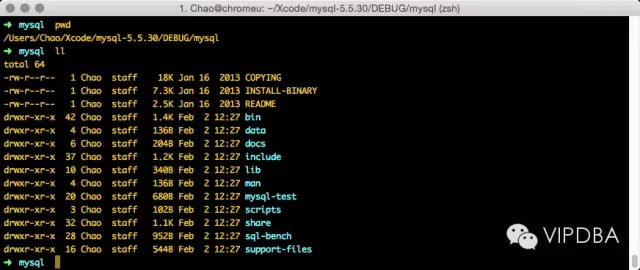 1. Chao@chromeu: ~/Xcode/mysql-5.5.30/DEBUG/mysql (zsh)
➜ mysql pwd
/Users/Chao/Xcode/mysql-5.5.30/DEBUG/mysql
➜ mysql ll
total 64
-rw-r--r-- 1 Chao staff 18K Jan 16 2013 COPYING
-rw-r--r-- 1 Chao staff 7.3K Jan 16 2013 INSTALL-BINARY
-rw-r--r-- 1 Chao staff 2.5K Jan 16 2013 README
drwxr-xr-x 42 Chao staff 1.4K Feb 2 12:27 bin
drwxr-xr-x 4 Chao staff 136B Feb 2 12:27 data
drwxr-xr-x 6 Chao staff 204B Feb 2 12:27 docs
drwxr-xr-x 37 Chao staff 1.2K Feb 2 12:27 include
drwxr-xr-x 10 Chao staff 340B Feb 2 12:27 lib
drwxr-xr-x 4 Chao staff 136B Feb 2 12:27 man
drwxr-xr-x 20 Chao staff 680B Feb 2 12:27 mysql-test
drwxr-xr-x 3 Chao staff 102B Feb 2 12:27 scripts
drwxr-xr-x 32 Chao staff 1.1K Feb 2 12:27 share
drwxr-xr-x 28 Chao staff 952B Feb 2 12:27 sql-bench
drwxr-xr-x 16 Chao staff 544B Feb 2 12:27 support-files
➜ mysql
VIPDBA